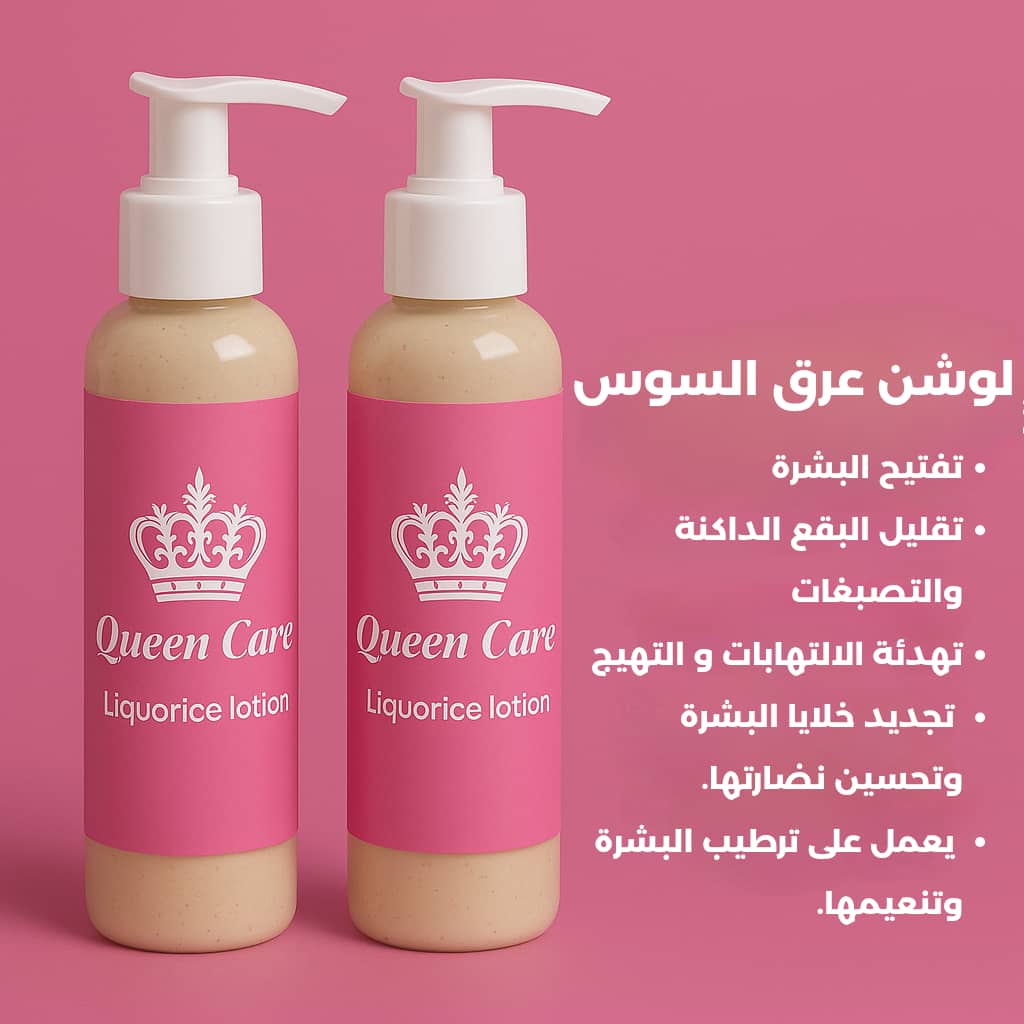 Queen Care
Liquorice lotion
Queen Care
Liquorice lotion
لوشن عرق السوس
• تفتيح البشرة
• تقليل البقع الداكنة
والتصبغات
• تهدئة الالتهابات و التهيج
• تجديد خلايا البشرة
وتحسين نضارتها.
• يعمل على ترطيب البشرة
وتنعيمها.